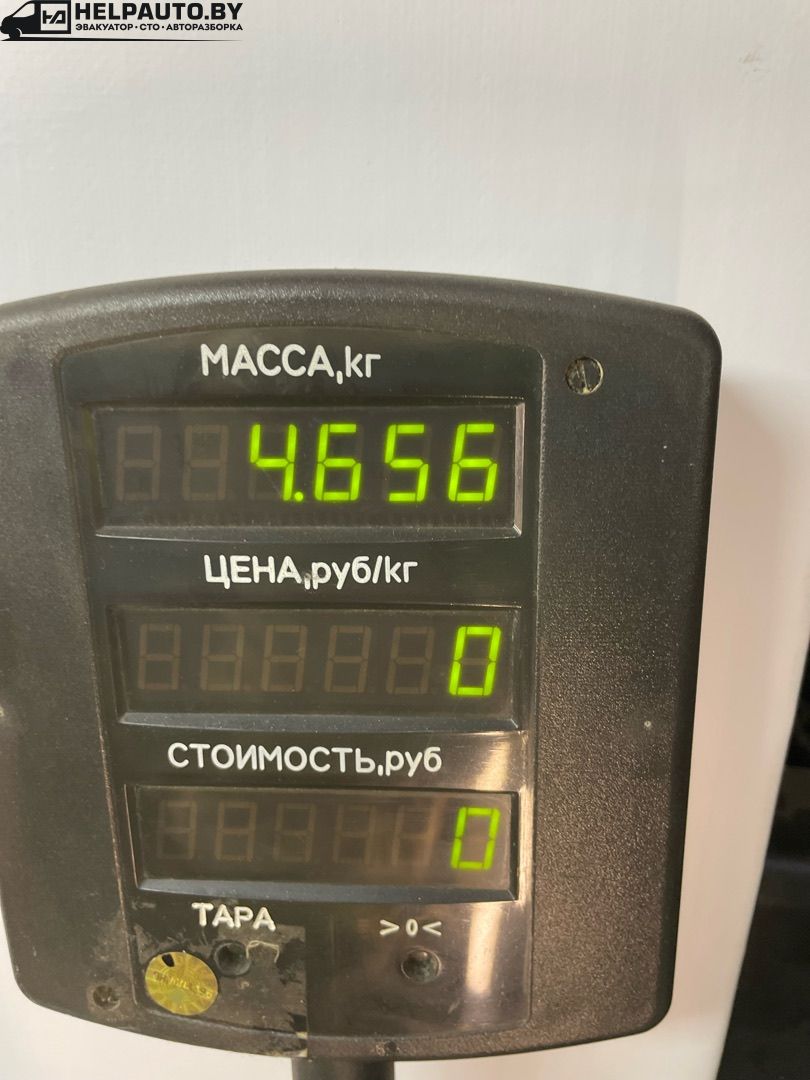 HELPAUTO.BY
ЭВАКУАТОР • СТО • АВТОРАЗБОРКА
МАССА,кг
4.656
ЦЕНА,руб/кг
0
СТОИМОСТЬ,руб
0
ТАРА >0<